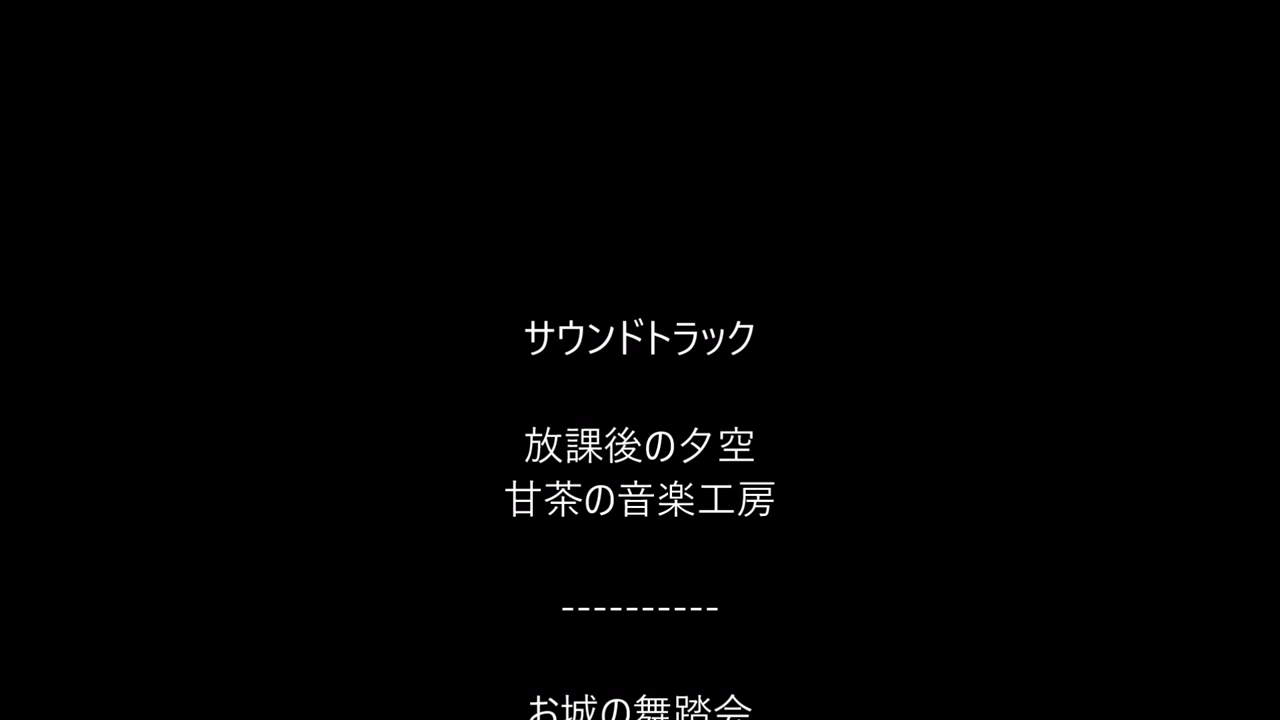 サウンドトラック
放課後の夕空
甘茶の音楽工房
----------
お城の舞踏会